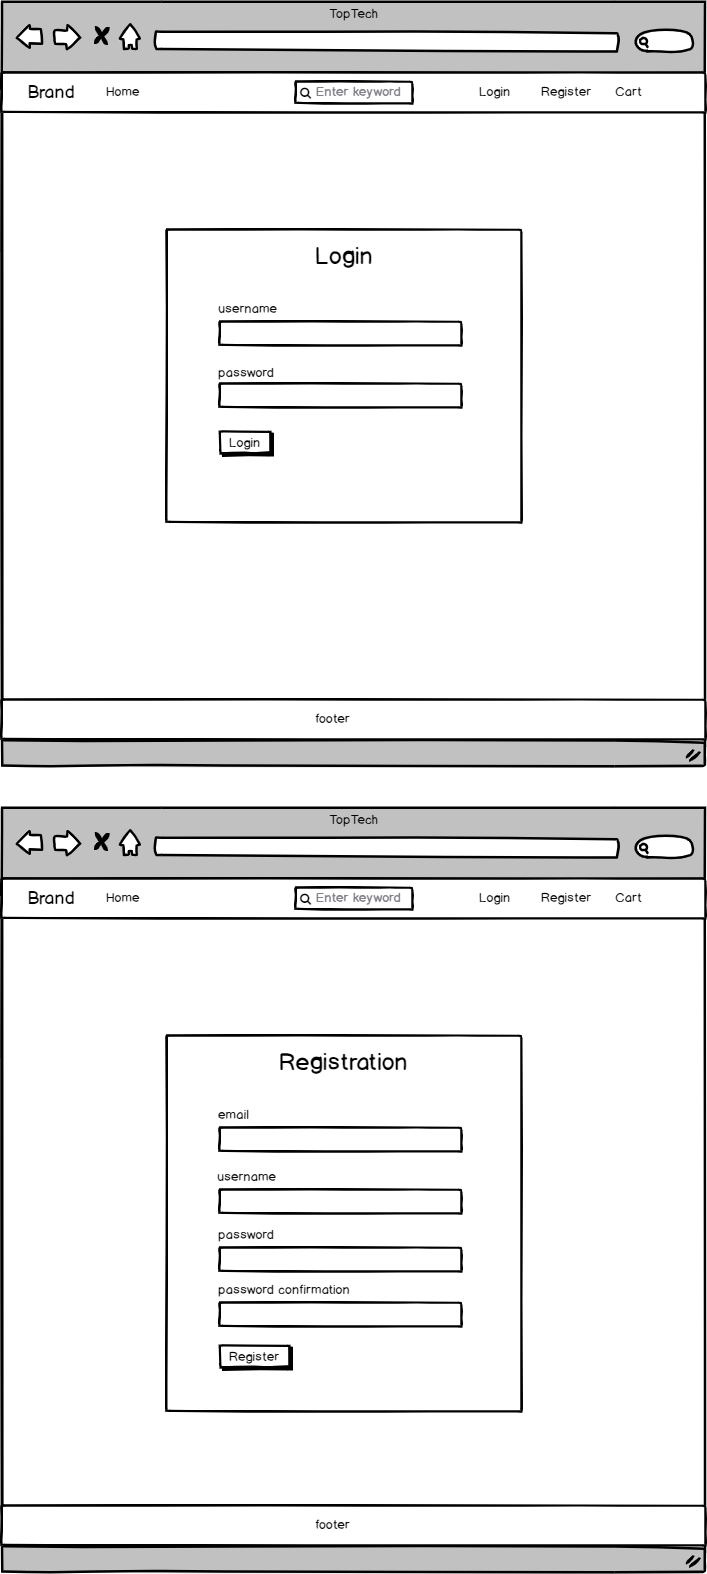 TopTech
Brand Home Enter keyword Login Register Cart
Login
username
password
Login
footer
TopTech
Brand Home Enter keyword Login Register Cart
Registration
email
username
password
password confirmation
Register
footer